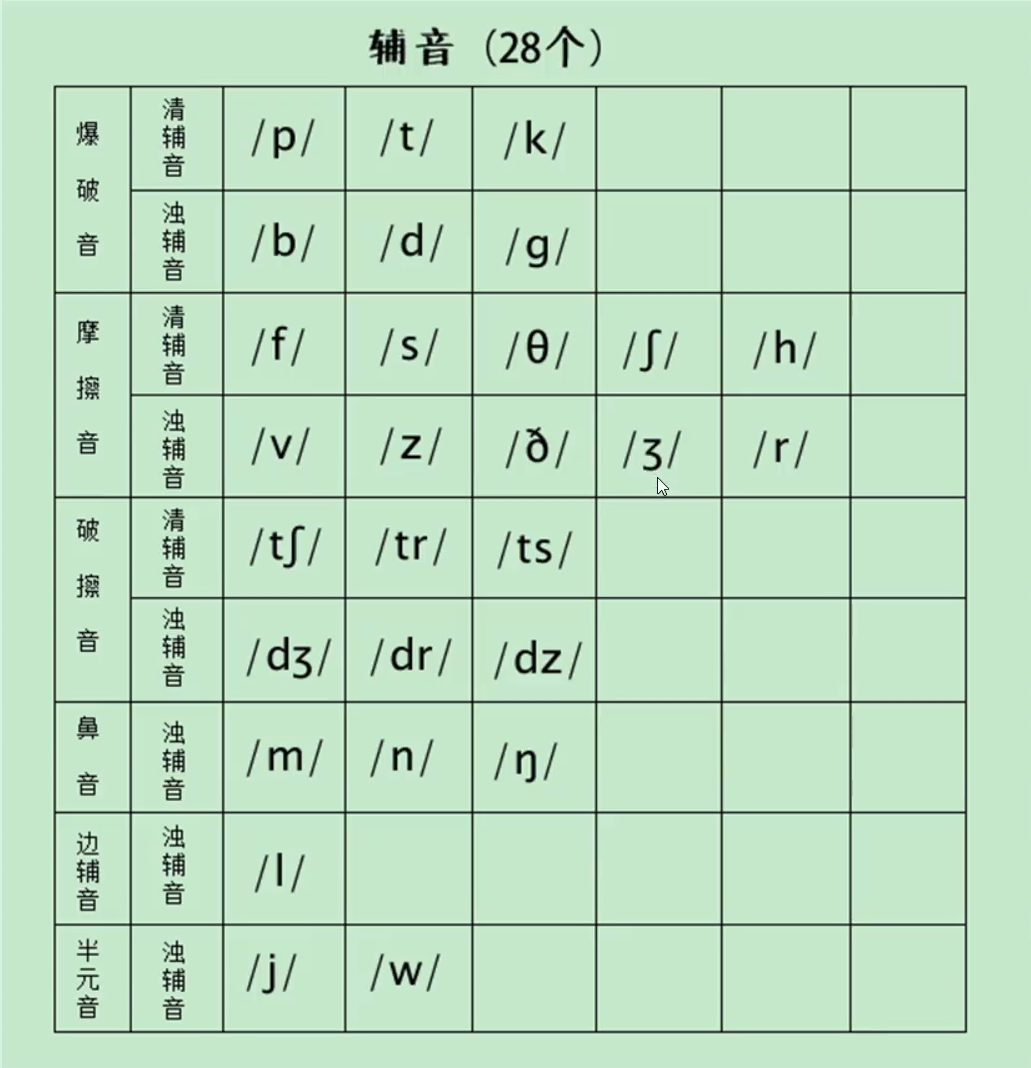 辅音（28个）
爆破音 清辅音 /p/ /t/ /k/
浊辅音 /b/ /d/ /g/
摩擦音 清辅音 /f/ /s/ /θ/ /ʃ/ /h/
浊辅音 /v/ /z/ /ð/ /ʒ/ /r/
破擦音 清辅音 /tʃ/ /tr/ /ts/
浊辅音 /dʒ/ /dr/ /dz/
鼻音 浊辅音 /m/ /n/ /ŋ/
边辅音 浊辅音 /l/
半元音 浊辅音 /j/ /w/